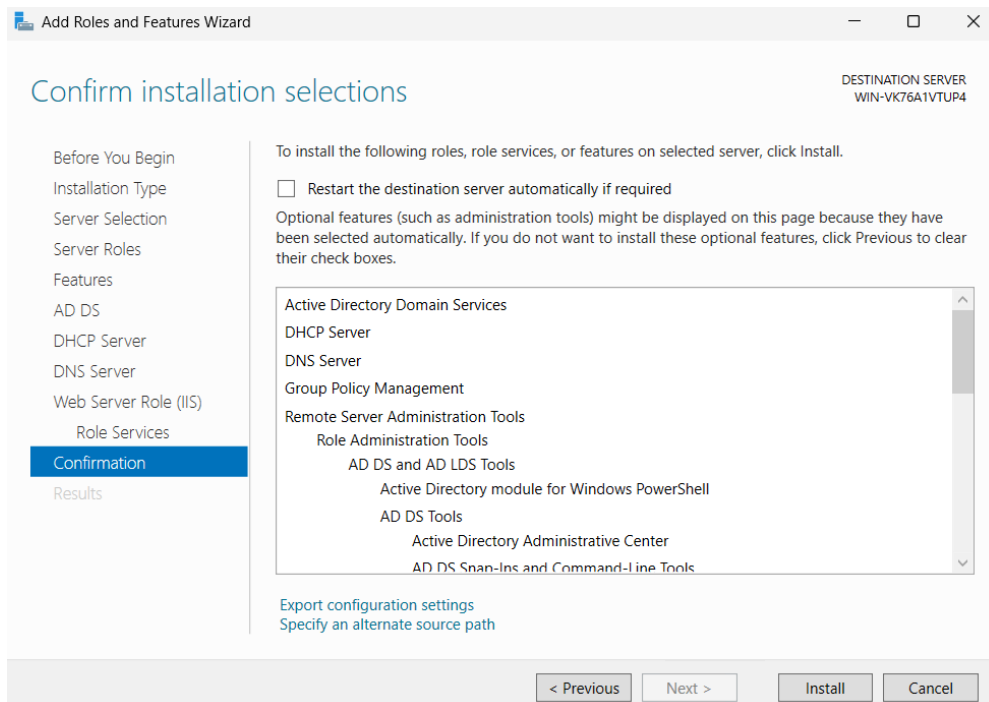 Add Roles and Features Wizard
Confirm installation selections
DESTINATION SERVER
WIN-VK76A1VTUP4
Before You Begin
Installation Type
Server Selection
Server Roles
Features
AD DS
DHCP Server
DNS Server
Web Server Role (IIS)
Role Services
Confirmation
Results
To install the following roles, role services, or features on selected server, click Install.
Restart the destination server automatically if required
Optional features (such as administration tools) might be displayed on this page because they have
been selected automatically. If you do not want to install these optional features, click Previous to clear
their check boxes.
Active Directory Domain Services
DHCP Server
DNS Server
Group Policy Management
Remote Server Administration Tools
Role Administration Tools
AD DS and AD LDS Tools
Active Directory module for Windows PowerShell
AD DS Tools
Active Directory Administrative Center
AD DS Snap-Ins and Command-Line Tools
Export configuration settings
Specify an alternate source path
< Previous
Next >
Install
Cancel